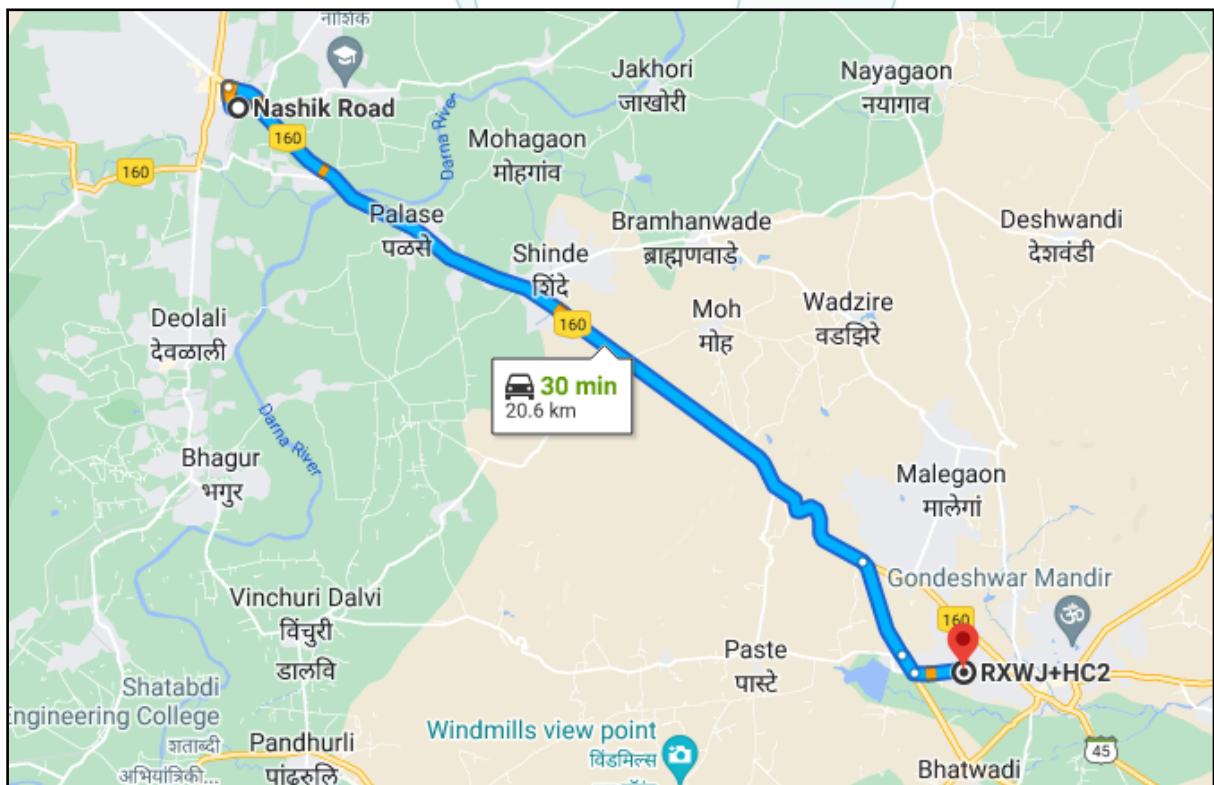 नाशिक
Nashik Road
160
160
Darna River
Jakhori
जाखोरी
Nayagaon
नयागाव
Mohagaon
मोहगांव
Palase
पळसे
Shinde
शिंदे
Bramhanwade
ब्राह्मणवाडे
Deshwandi
देशवंडी
Deolali
देवळाली
160
Moh
मोह
Wadzire
वडझिरे
30 min
20.6 km
Darna River
Bhagur
भगुर
Malegaon
मालेगां
Gondeshwar Mandir
Vinchuri Dalvi
विंचुरी
डालवि
160
RXWJ+HC2
Paste
पास्टे
Shatabdi
Engineering College
शताब्दी
अभियांत्रिकी...
Windmills view point
विंडमिल्स
Pandhurli
पांढुरुलि
45
Bhatwadi